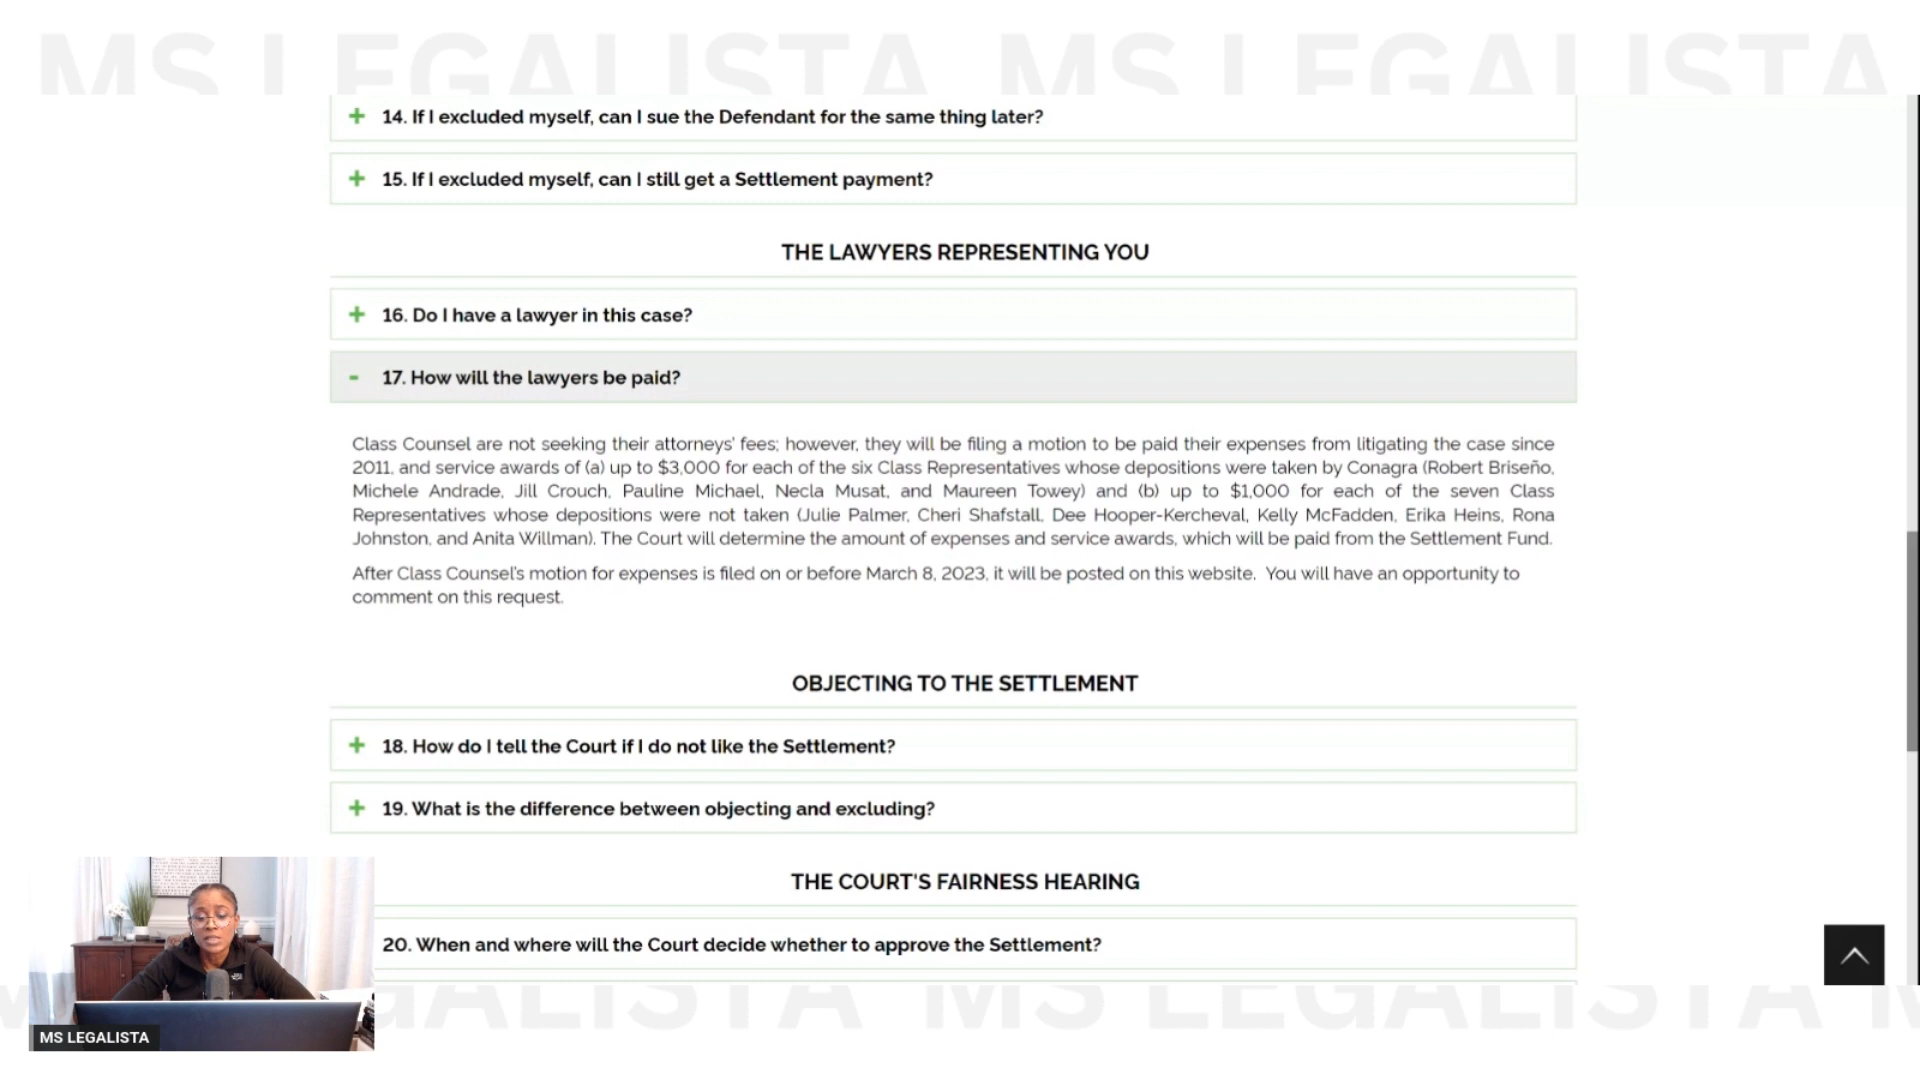 MS LEGALISTA MS LEGALISTA
14. If I excluded myself, can I sue the Defendant for the same thing later?
15. If I excluded myself, can I still get a Settlement payment?
THE LAWYERS REPRESENTING YOU
16. Do I have a lawyer in this case?
17. How will the lawyers be paid?
Class Counsel are not seeking their attorneys' fees; however, they will be filing a motion to be paid their expenses from litigating the case since
2011, and service awards of (a) up to $3,000 for each of the six Class Representatives whose depositions were taken by Conagra (Robert Briseño,
Michele Andrade, Jill Crouch, Pauline Michael, Necla Musat, and Maureen Towey) and (b) up to $1,000 for each of the seven Class
Representatives whose depositions were not taken (Julie Palmer, Cheri Shafstall, Dee Hooper-Kercheval, Kelly McFadden, Erika Heins, Rona
Johnston, and Anita Willman). The Court will determine the amount of expenses and service awards, which will be paid from the Settlement Fund.
After Class Counsel's motion for expenses is filed on or before March 8, 2023, it will be posted on this website. You will have an opportunity to
comment on this request.
OBJECTING TO THE SETTLEMENT
18. How do I tell the Court if I do not like the Settlement?
19. What is the difference between objecting and excluding?
THE COURT'S FAIRNESS HEARING
20. When and where will the Court decide whether to approve the Settlement?
GALISTA MS LEGALISTA M
MS LEGALISTA